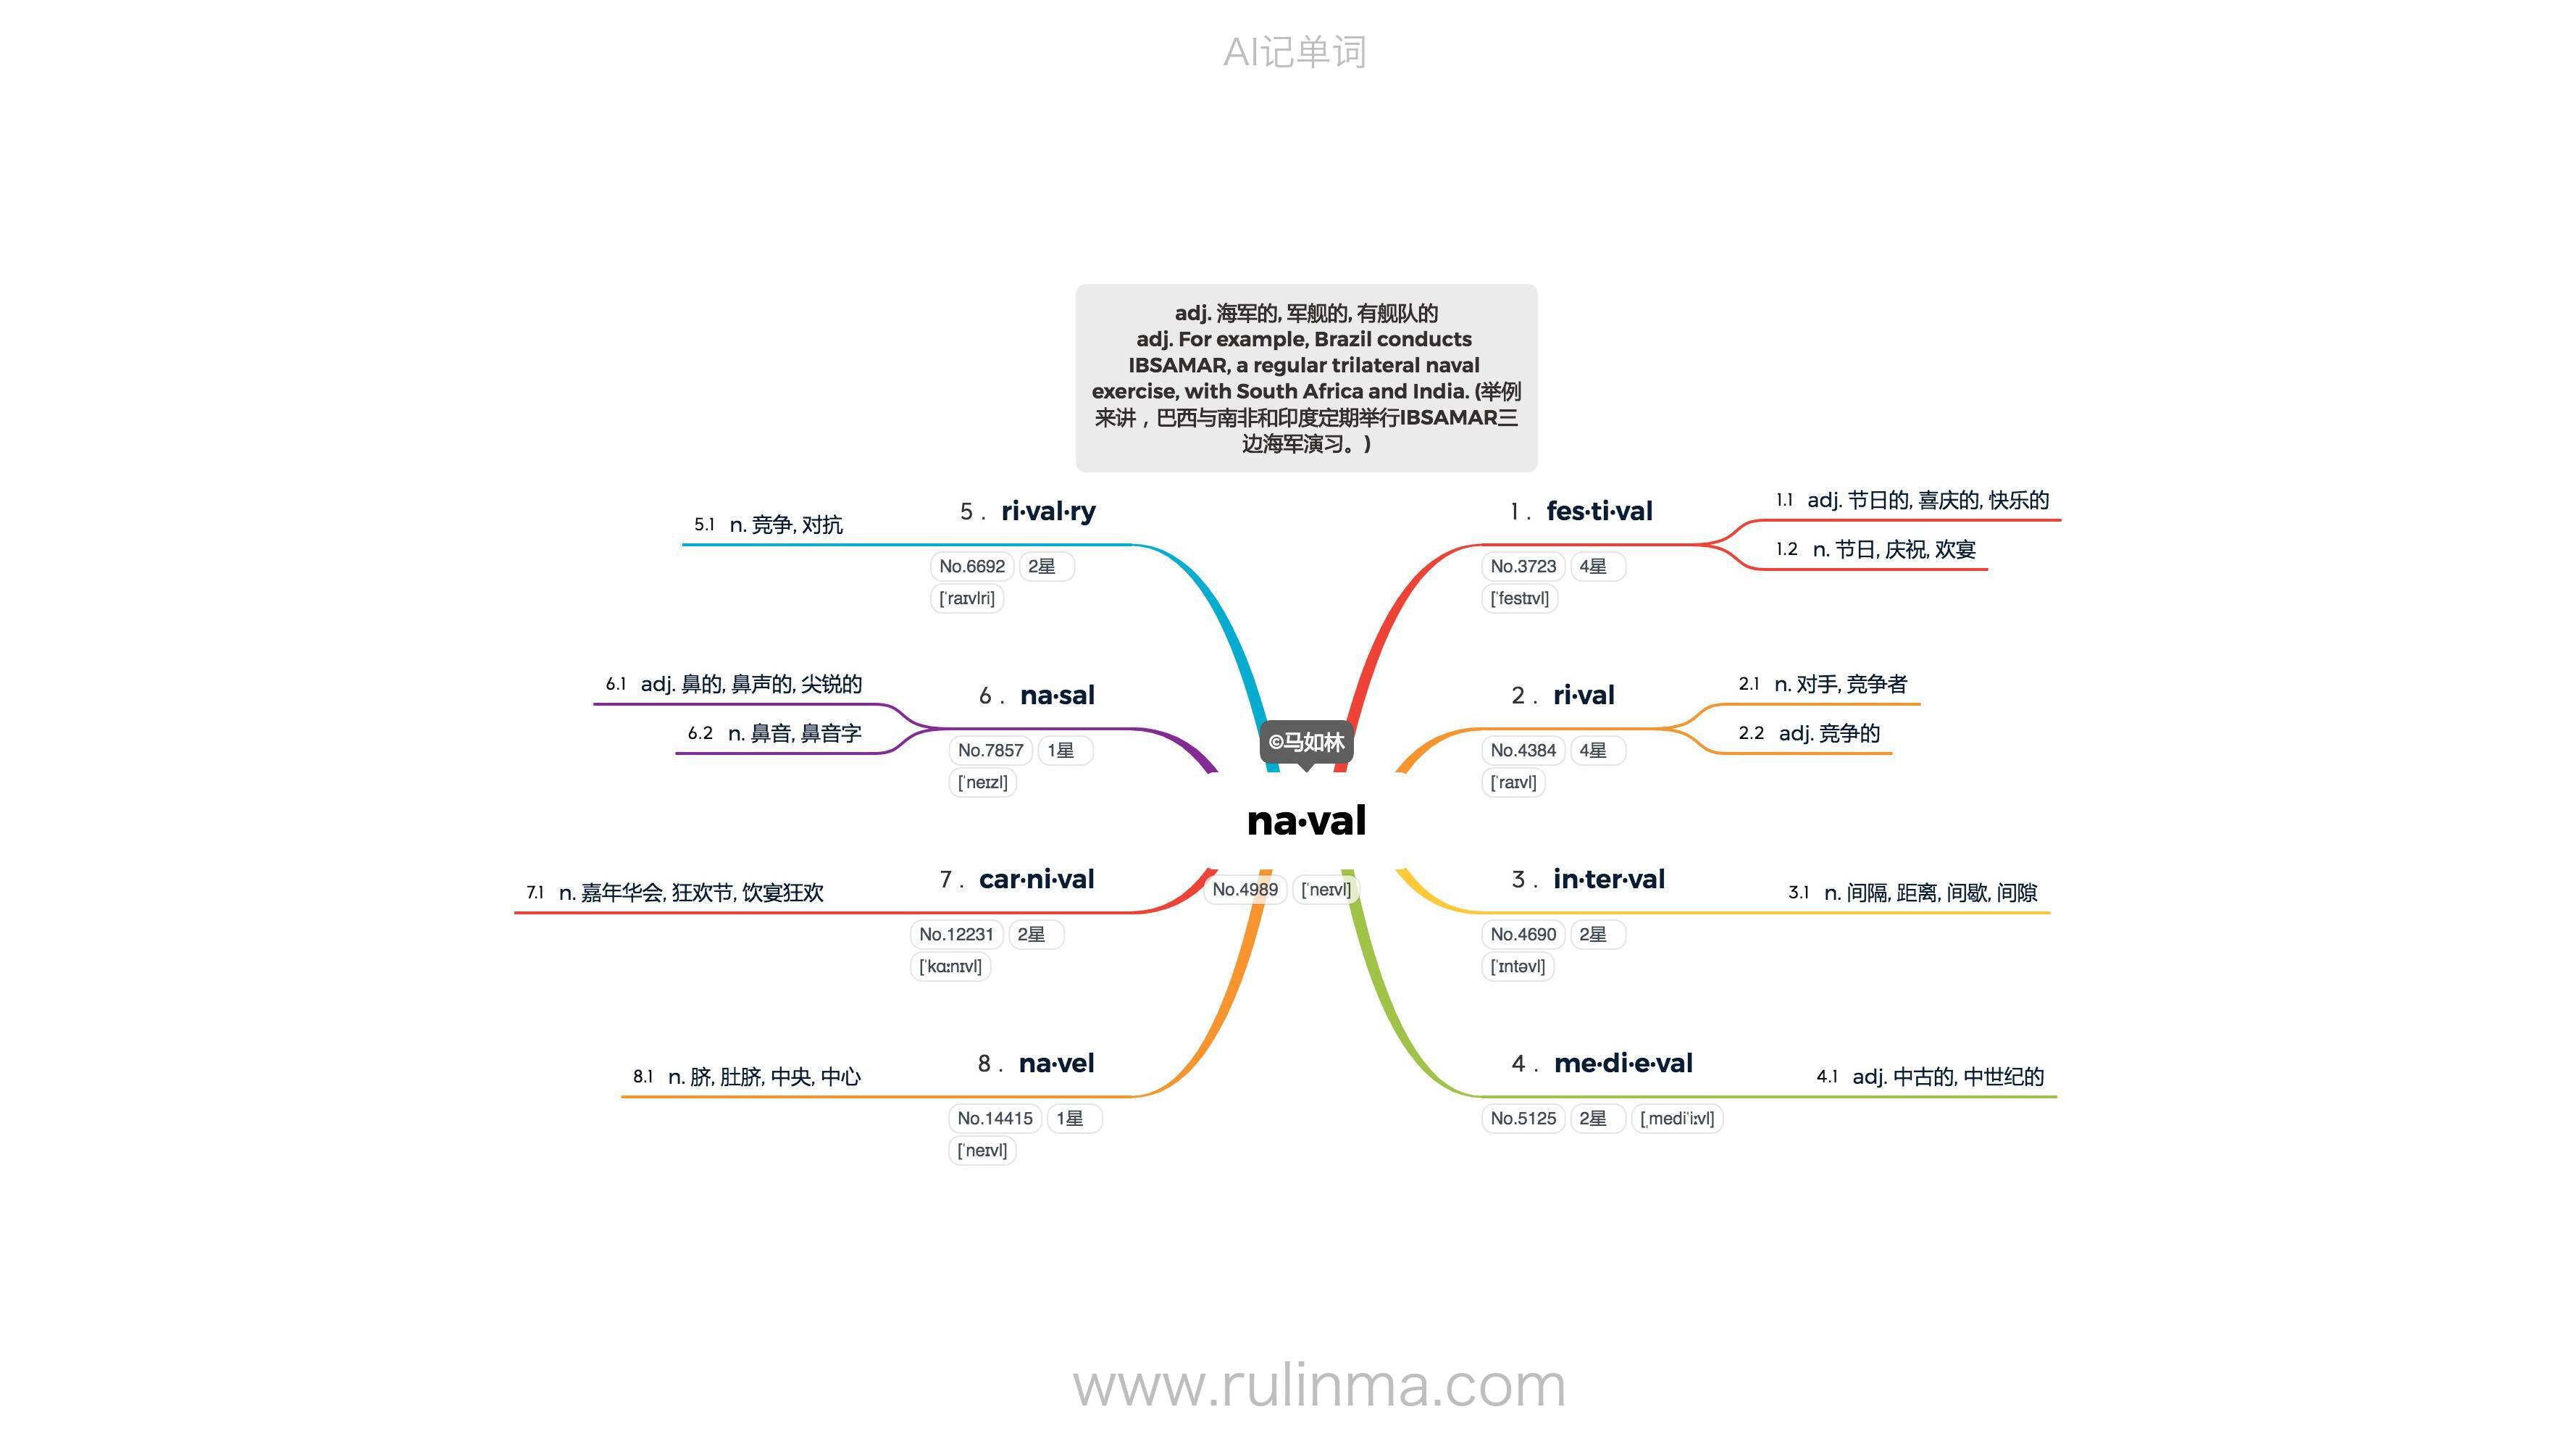 AI记单词
adj. 海军的, 军舰的, 有舰队的
adj. For example, Brazil conducts
IBSAMAR, a regular trilateral naval
exercise, with South Africa and India. (举例
来讲，巴西与南非和印度定期举行IBSAMAR三
边海军演习。)
©马如林
na·val
No.4989 [ˈneɪvl]
1. fes·ti·val
No.3723 4星
[ˈfestɪvl]
1.1 adj. 节日的, 喜庆的, 快乐的
1.2 n. 节日, 庆祝, 欢宴
2. ri·val
No.4384 4星
[ˈraɪvl]
2.1 n. 对手, 竞争者
2.2 adj. 竞争的
3. in·ter·val
No.4690 2星
[ˈɪntəvl]
3.1 n. 间隔, 距离, 间歇, 间隙
4. me·di·e·val
No.5125 2星 [ˌmediˈiːvl]
4.1 adj. 中古的, 中世纪的
5. ri·val·ry
No.6692 2星
[ˈraɪvlri]
5.1 n. 竞争, 对抗
6. na·sal
No.7857 1星
[ˈneɪzl]
6.1 adj. 鼻的, 鼻声的, 尖锐的
6.2 n. 鼻音, 鼻音字
7. car·ni·val
No.12231 2星
[ˈkɑːnɪvl]
7.1 n. 嘉年华会, 狂欢节, 饮宴狂欢
8. na·vel
No.14415 1星
[ˈneɪvl]
8.1 n. 脐, 肚脐, 中央, 中心
www.rulinma.com